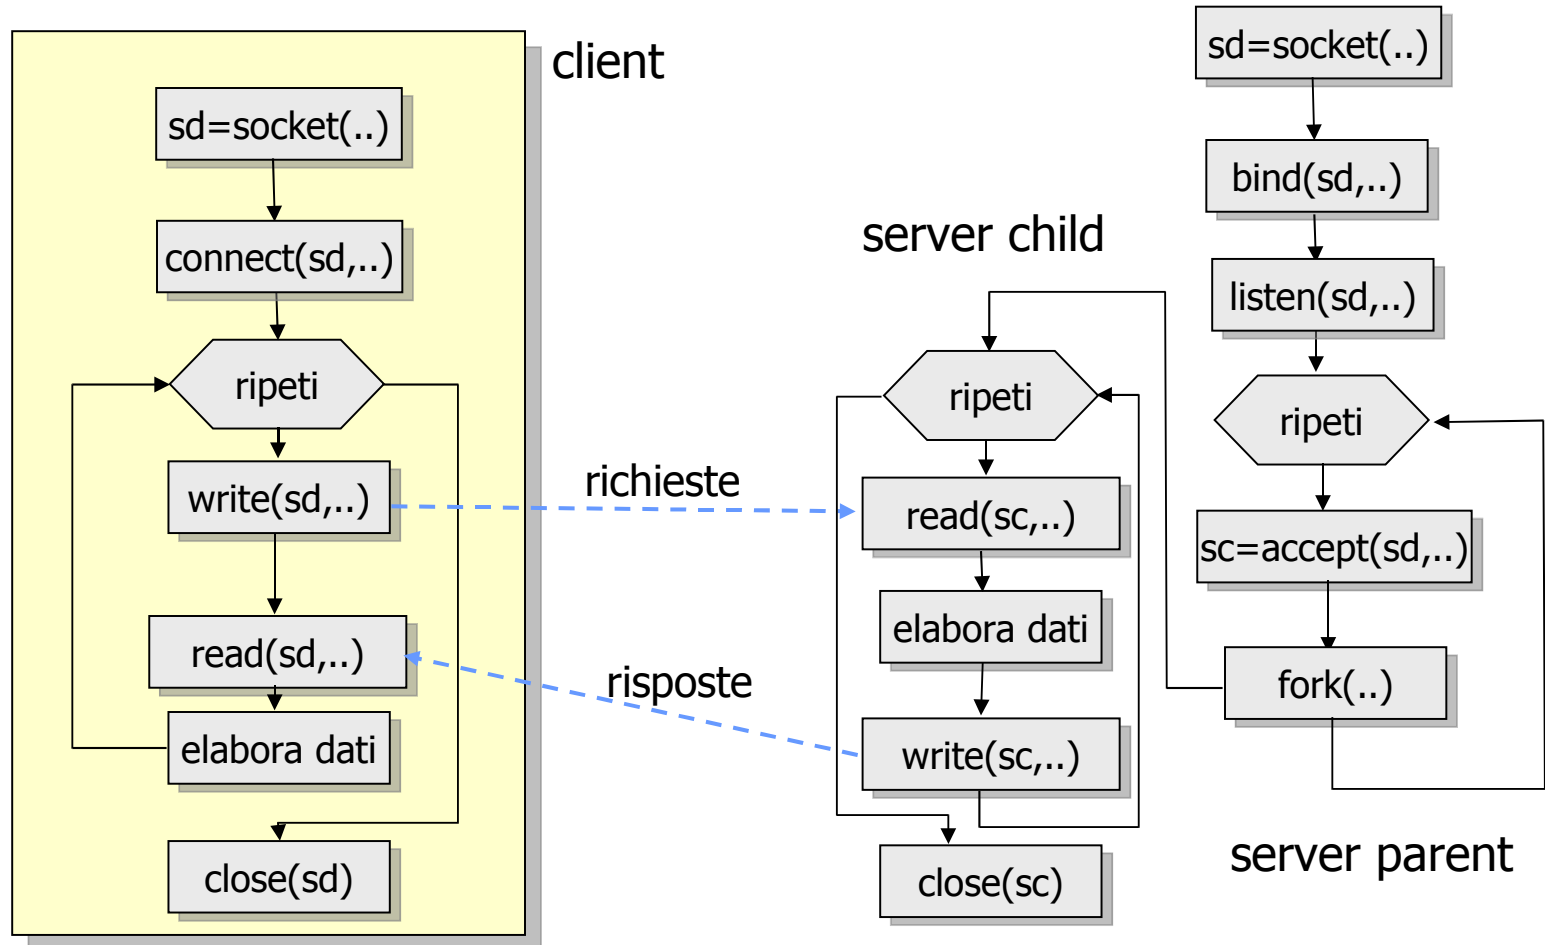 client
sd=socket(..)
connect(sd,..)
ripeti
write(sd,..)
read(sd,..)
elabora dati
close(sd)
richieste
risposte
server child
ripeti
read(sc,..)
elabora dati
write(sc,..)
close(sc)
sd=socket(..)
bind(sd,..)
listen(sd,..)
ripeti
sc=accept(sd,..)
fork(..)
server parent